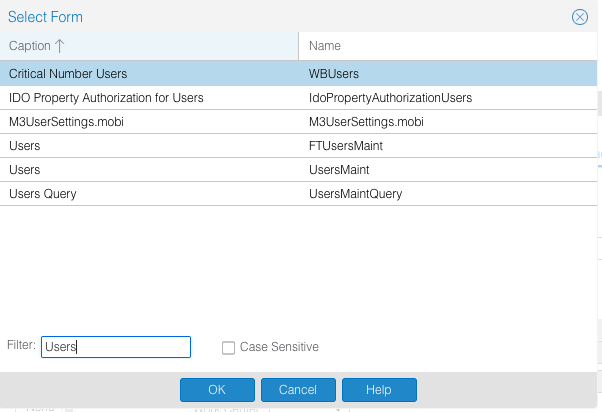 Select Form
Caption Name
Critical Number Users WBUsers
IDO Property Authorization for Users IdoPropertyAuthorizationUsers
M3UserSettings.mobi M3UserSettings.mobi
Users FTUsersMaint
Users UsersMaint
Users Query UsersMaintQuery
Filter: Users Case Sensitive
OK Cancel Help